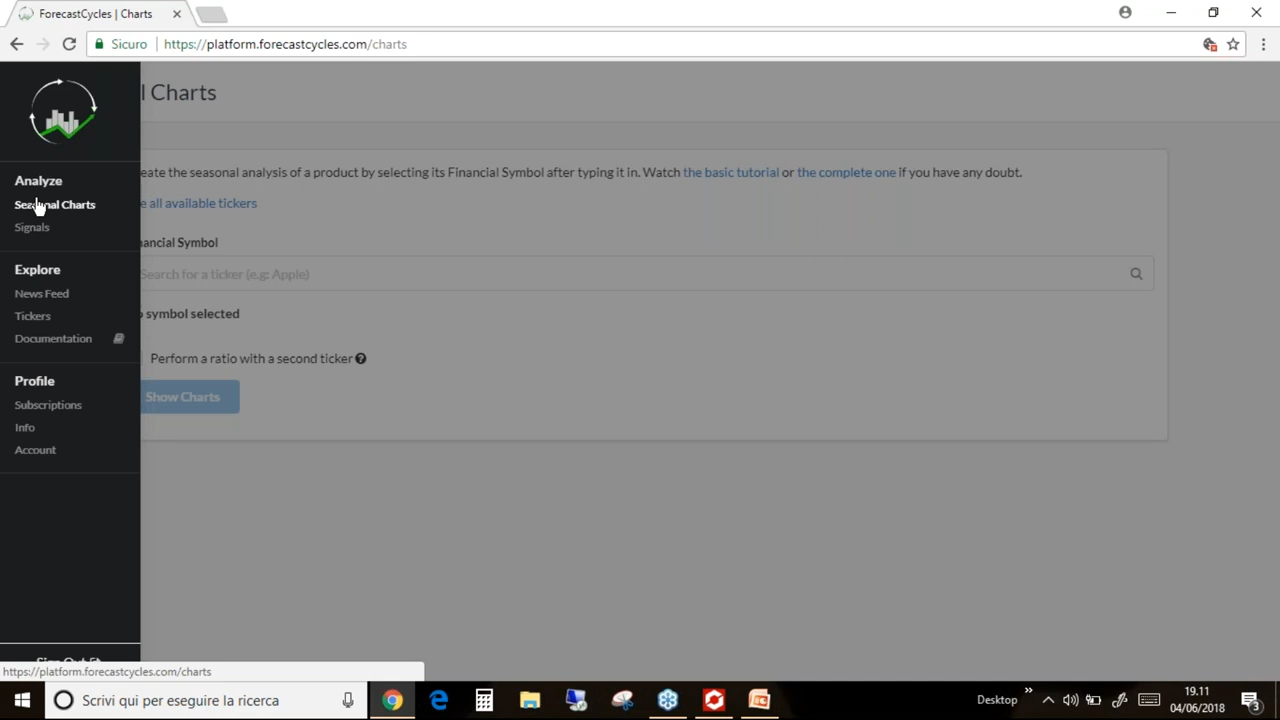 ForecastCycles | Charts
Sicuro
https://platform.forecastcycles.com/charts
l Charts
Analyze
Seasonal Charts
Signals
Explore
News Feed
Tickers
Documentation
Profile
Subscriptions
Info
Account
eate the seasonal analysis of a product by selecting its Financial Symbol after typing it in. Watch the basic tutorial or the complete one if you have any doubt.
e all available tickers
ancial Symbol
Search for a ticker (e.g: Apple)
symbol selected
Perform a ratio with a second ticker
Show Charts
Sign Out
https://platform.forecastcycles.com/charts
Scrivi qui per eseguire la ricerca
Desktop
19.11
04/06/2018
3